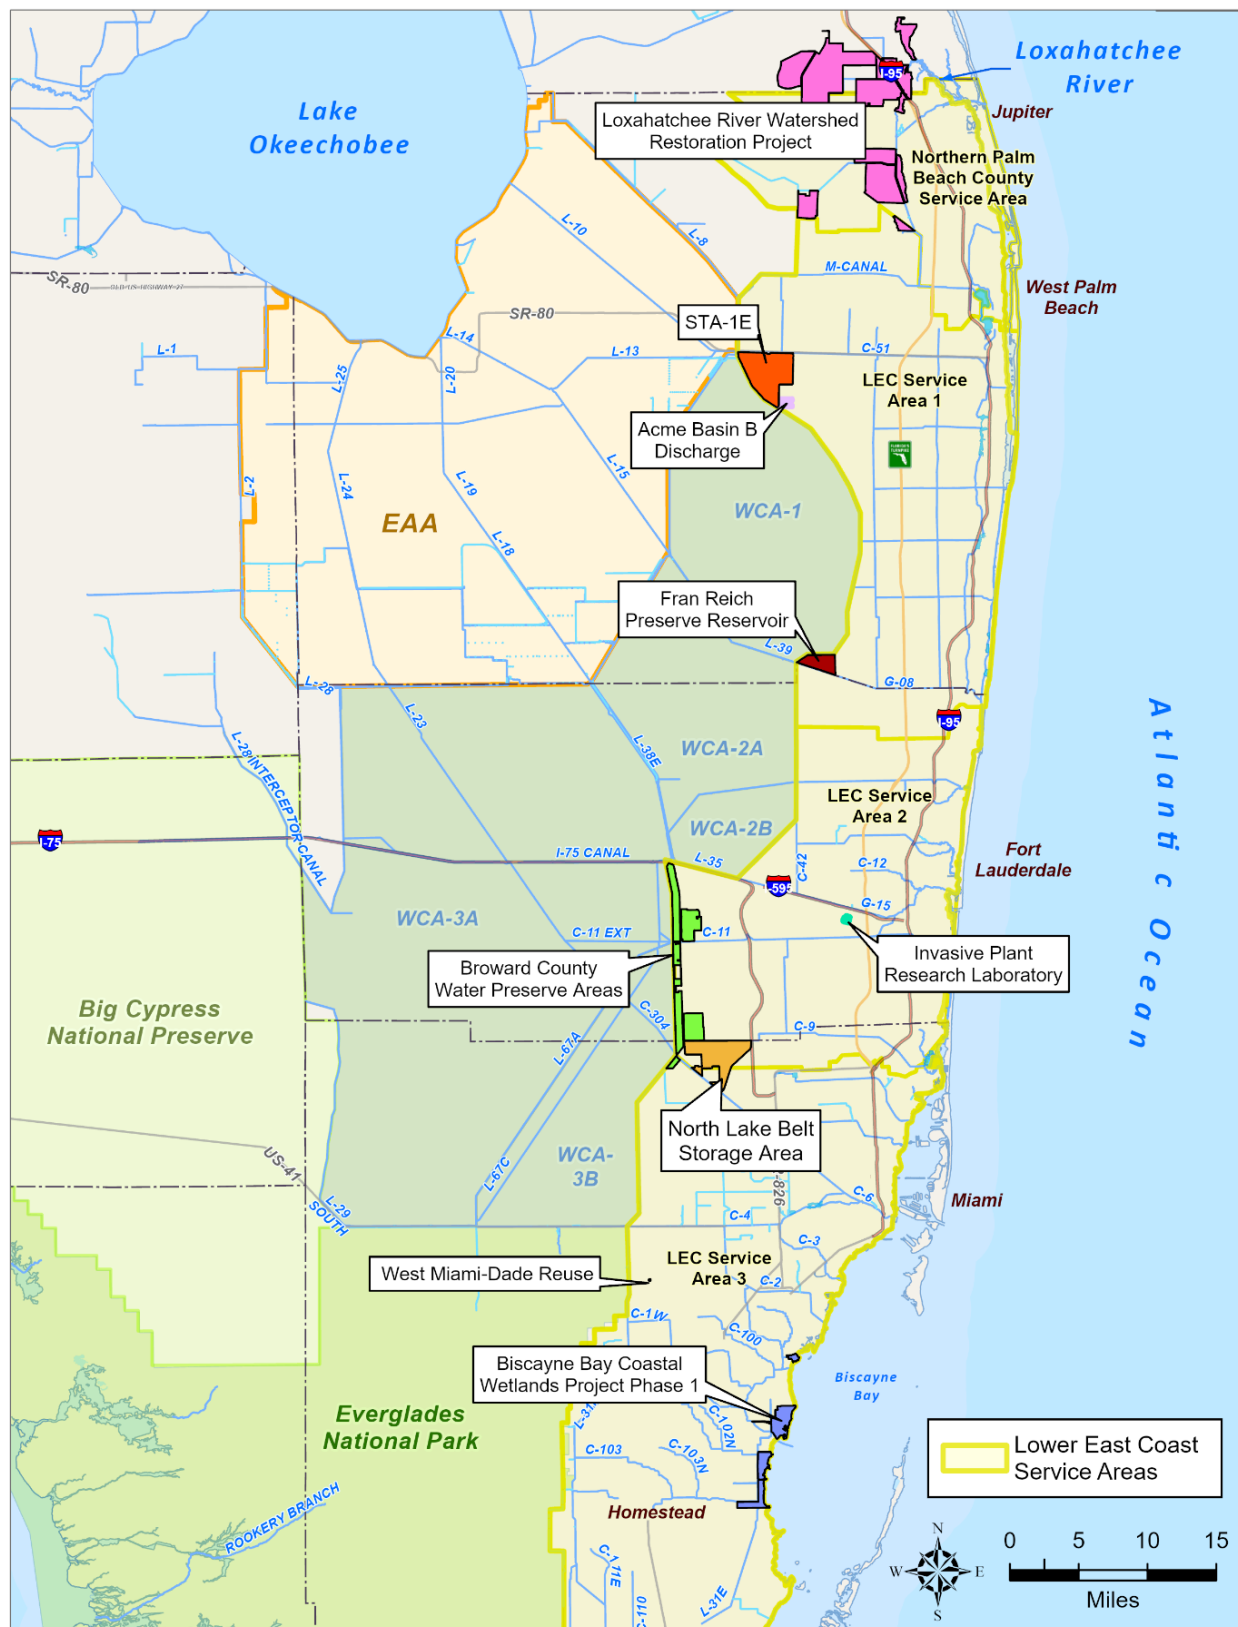 Loxahatchee
River
I-95
Lake
Okeechobee
Jupiter
Loxahatchee River Watershed
Restoration Project
Northern Palm
Beach County
Service Area
L-10
L-8
M-CANAL
SR-80
OLD US HIGHWAY 27
West Palm
Beach
SR-80
STA-1E
L-14
L-1
L-13
C-51
L-25
L-20
LEC Service
Area 1
Acme Basin B
Discharge
L-2
L-24
L-19
L-15
WCA-1
EAA
L-18
Fran Reich
Preserve Reservoir
L-39
L-28
G-08
L-23
I-95
L-28 INTERCEPTOR CANAL
L-38E
WCA-2A
Atlantic Ocean
LEC Service
Area 2
WCA-2B
I-75
I-75 CANAL
L-35
C-42
C-12
Fort
Lauderdale
I-595
G-15
WCA-3A
C-11 EXT
C-11
Invasive Plant
Research Laboratory
Broward County
Water Preserve Areas
Big Cypress
National Preserve
C-304
L-67A
C-9
North Lake Belt
Storage Area
US-41
WCA-
3B
L-67C
826
C-6
Miami
L-29
SOUTH
C-4
C-3
LEC Service
Area 3
West Miami-Dade Reuse
C-2
C-1W
C-100
Biscayne Bay Coastal
Wetlands Project Phase 1
Biscayne
Bay
Everglades
National Park
C-102N
C-103
C-103N
Lower East Coast
Service Areas
ROOKERY BRANCH
Homestead
N
W
E
S
0
5
10
15
Miles
C-111E
C-110
L-31E